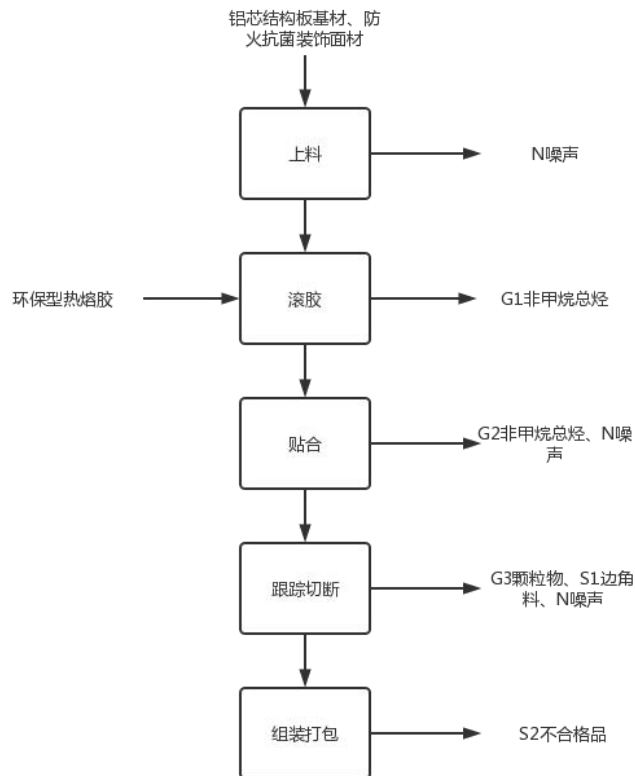 铝芯结构板基材、防
火抗菌装饰面材
上料
N噪声
环保型热熔胶
滚胶
G1非甲烷总烃
贴合
G2非甲烷总烃、N噪
声
跟踪切断
G3颗粒物、S1边角
料、N噪声
组装打包
S2不合格品